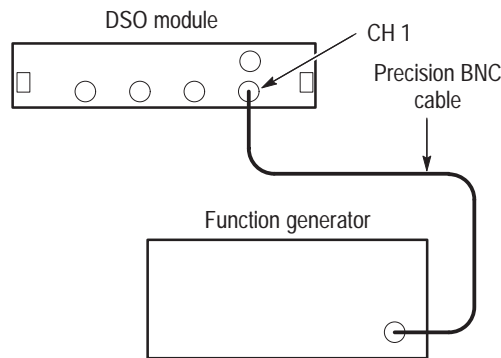 DSO module
CH 1
Precision BNC
cable
Function generator